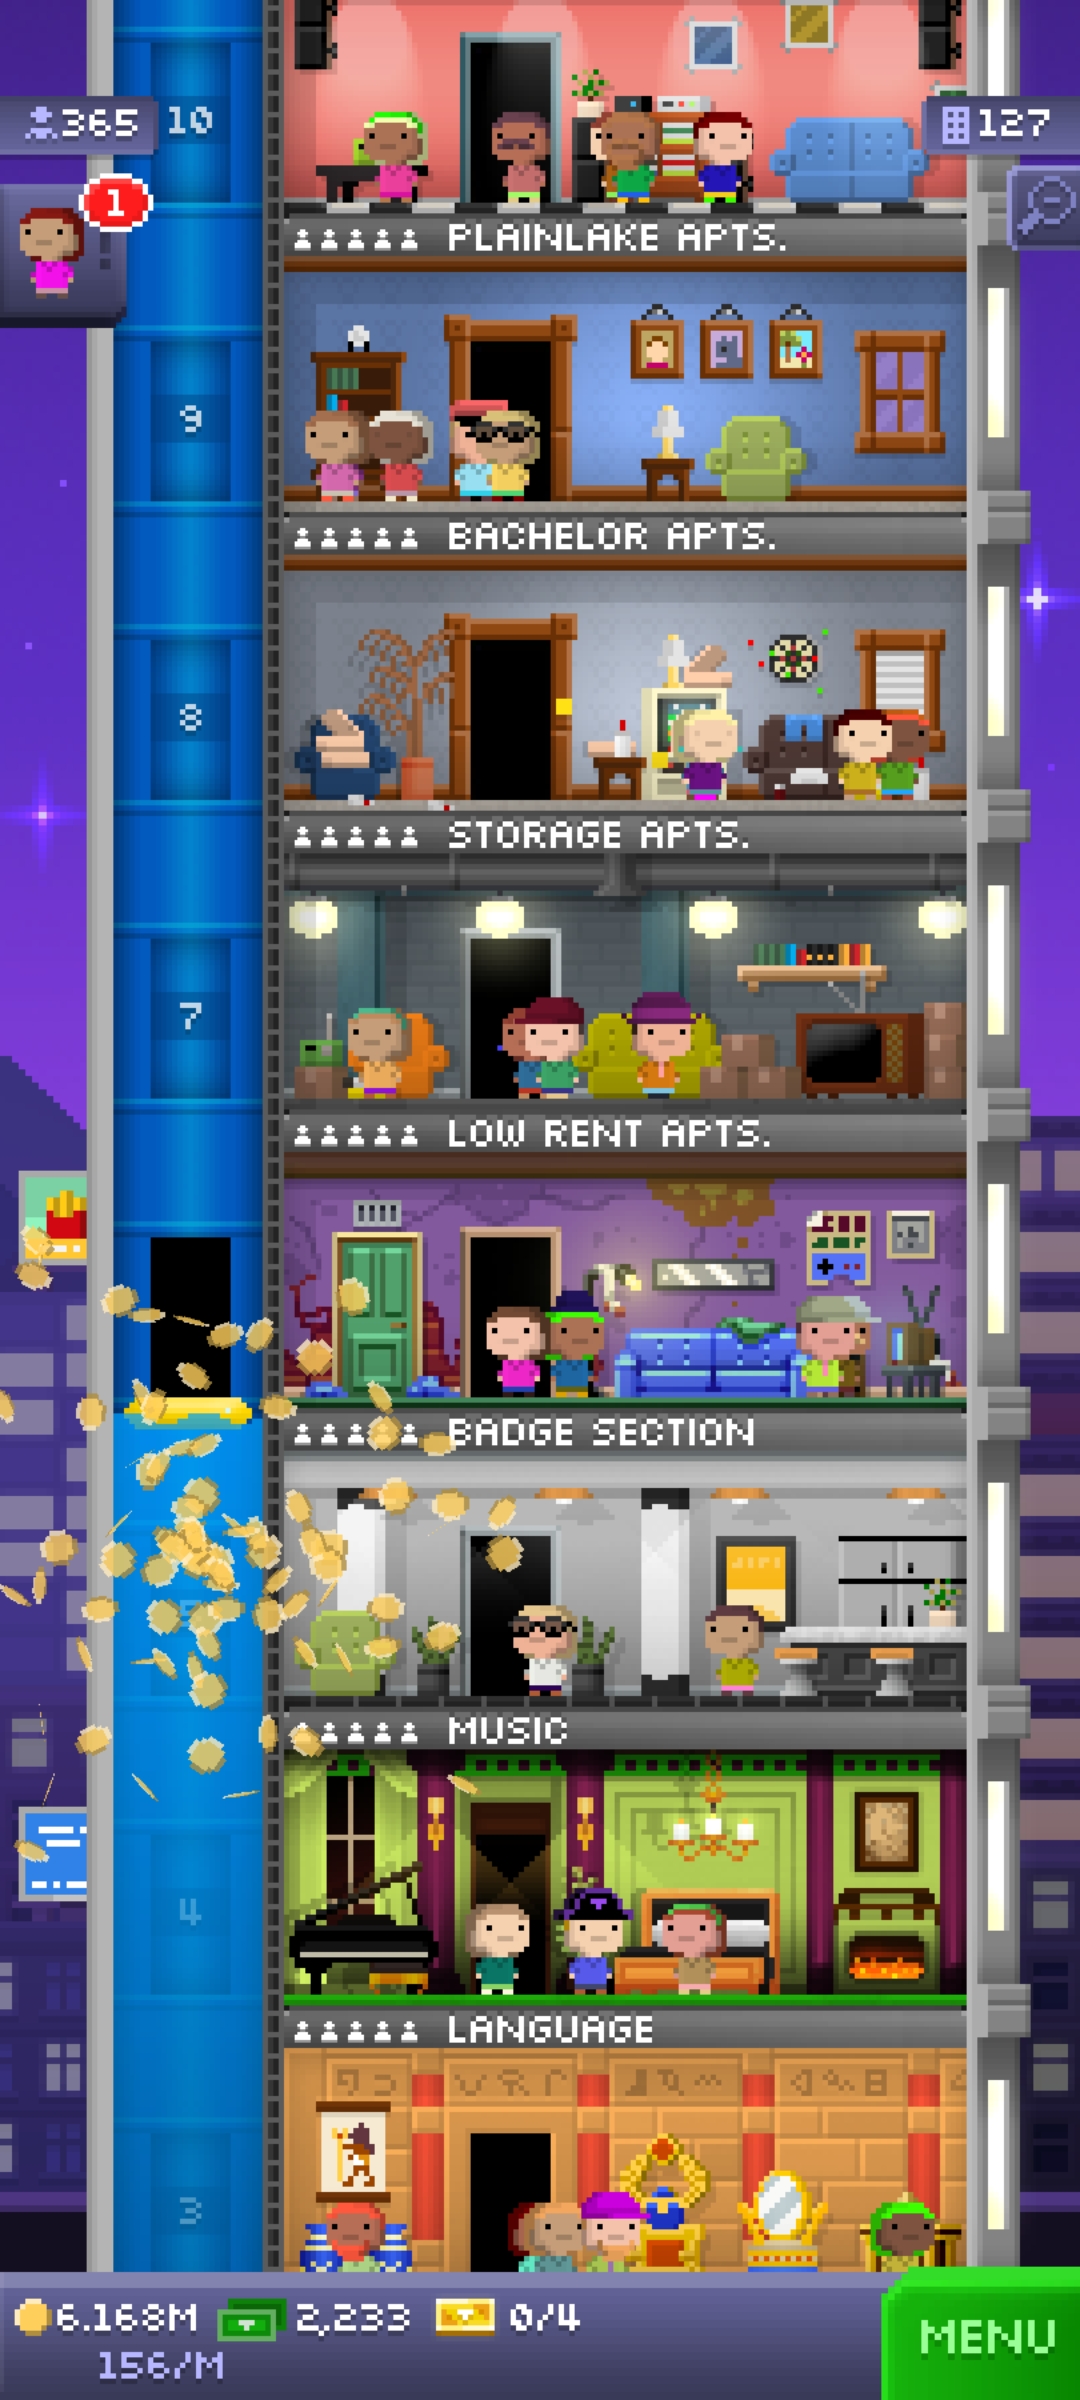 365
10
127
1
PLAINLAKE APTS.
9
BACHELOR APTS.
8
STORAGE APTS.
7
LOW RENT APTS.
BADGE SECTION
MUSIC
4
LANGUAGE
3
6.168M
2,233
0/4
MENU
156/M